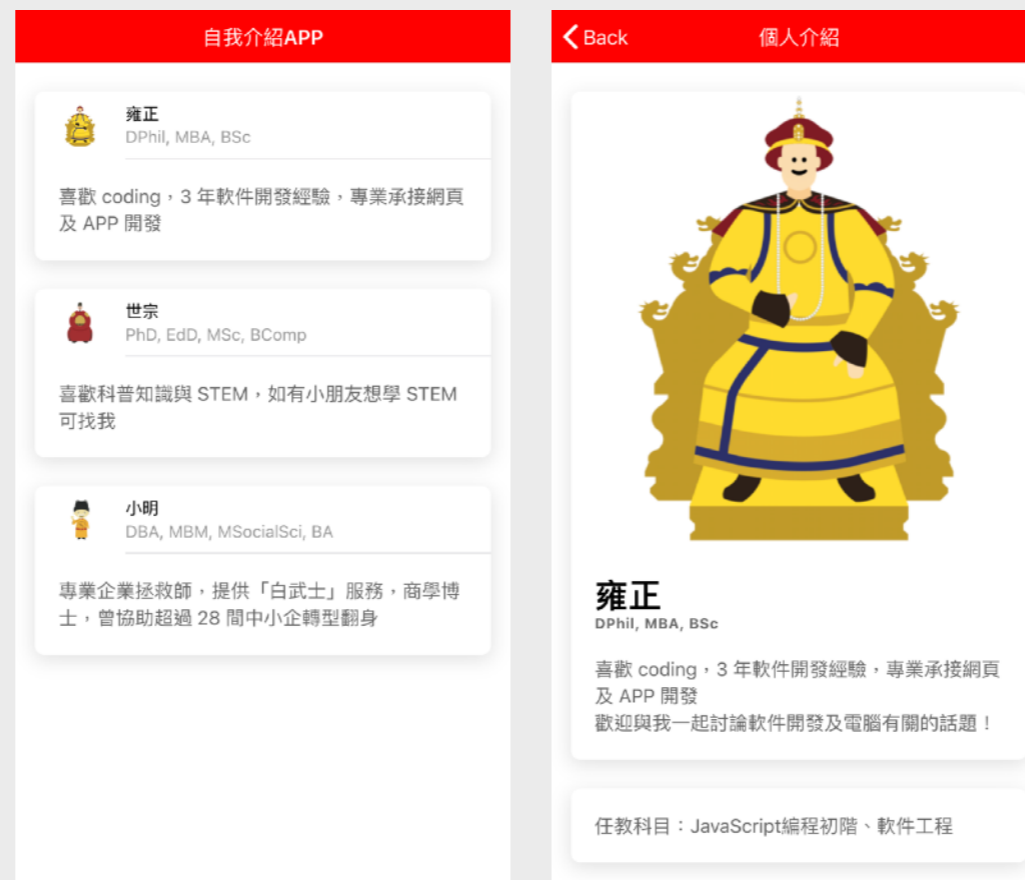 自我介紹APP
雍正
DPhil, MBA, BSc
喜歡 coding，3 年軟件開發經驗，專業承接網頁
及 APP 開發
世宗
PhD, EdD, MSc, BComp
喜歡科普知識與 STEM，如有小朋友想學 STEM
可找我
小明
DBA, MBM, MSocialSci, BA
專業企業拯救師，提供「白武士」服務，商學博
士，曾協助超過 28 間中小企轉型翻身
Back
個人介紹
雍正
DPhil, MBA, BSc
喜歡 coding，3 年軟件開發經驗，專業承接網頁
及 APP 開發
歡迎與我一起討論軟件開發及電腦有關的話題！
任教科目：JavaScript編程初階、軟件工程